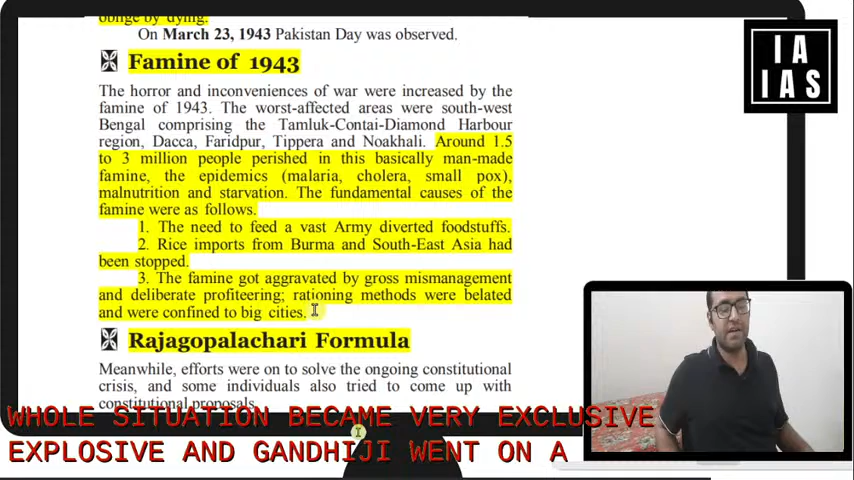 oblige by dying.
On March 23, 1943 Pakistan Day was observed.
Famine of 1943
The horror and inconveniences of war were increased by the
famine of 1943. The worst-affected areas were south-west
Bengal comprising the Tamluk-Contai-Diamond Harbour
region, Dacca, Faridpur, Tippera and Noakhali. Around 1.5
to 3 million people perished in this basically man-made
famine, the epidemics (malaria, cholera, small pox),
malnutrition and starvation. The fundamental causes of the
famine were as follows.
1. The need to feed a vast Army diverted foodstuffs.
2. Rice imports from Burma and South-East Asia had
been stopped.
3. The famine got aggravated by gross mismanagement
and deliberate profiteering; rationing methods were belated
and were confined to big cities.
Rajagopalachari Formula
Meanwhile, efforts were on to solve the ongoing constitutional
crisis, and some individuals also tried to come up with
constitutional proposals.
WHOLE SITUATION BECAME VERY EXCLUSIVE
EXPLOSIVE AND GANDHIJI WENT ON A
IA
IAS